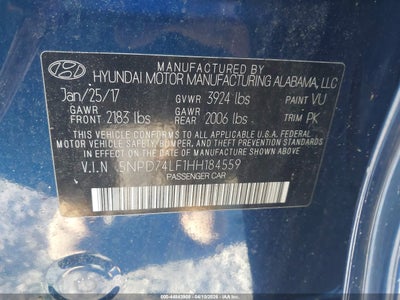 MANUFACTURED BY
HYUNDAI MOTOR MANUFACTURING ALABAMA, LLC
Jan/25/17 GVWR 3924 lbs PAINT VU
GAWR FRONT 2183 lbs GAWR REAR 2006 lbs TRIM PK
THIS VEHICLE CONFORMS TO ALL APPLICABLE U.S.A. FEDERAL
MOTOR VEHICLE SAFETY/BUMPER, AND THEFT PREVENTION
STANDARDS IN EFFECT ON THE DATE OF MANUFACTURE SHOWN ABOVE.
V.I.N 5NPD74LF1HH184559
PASSENGER CAR